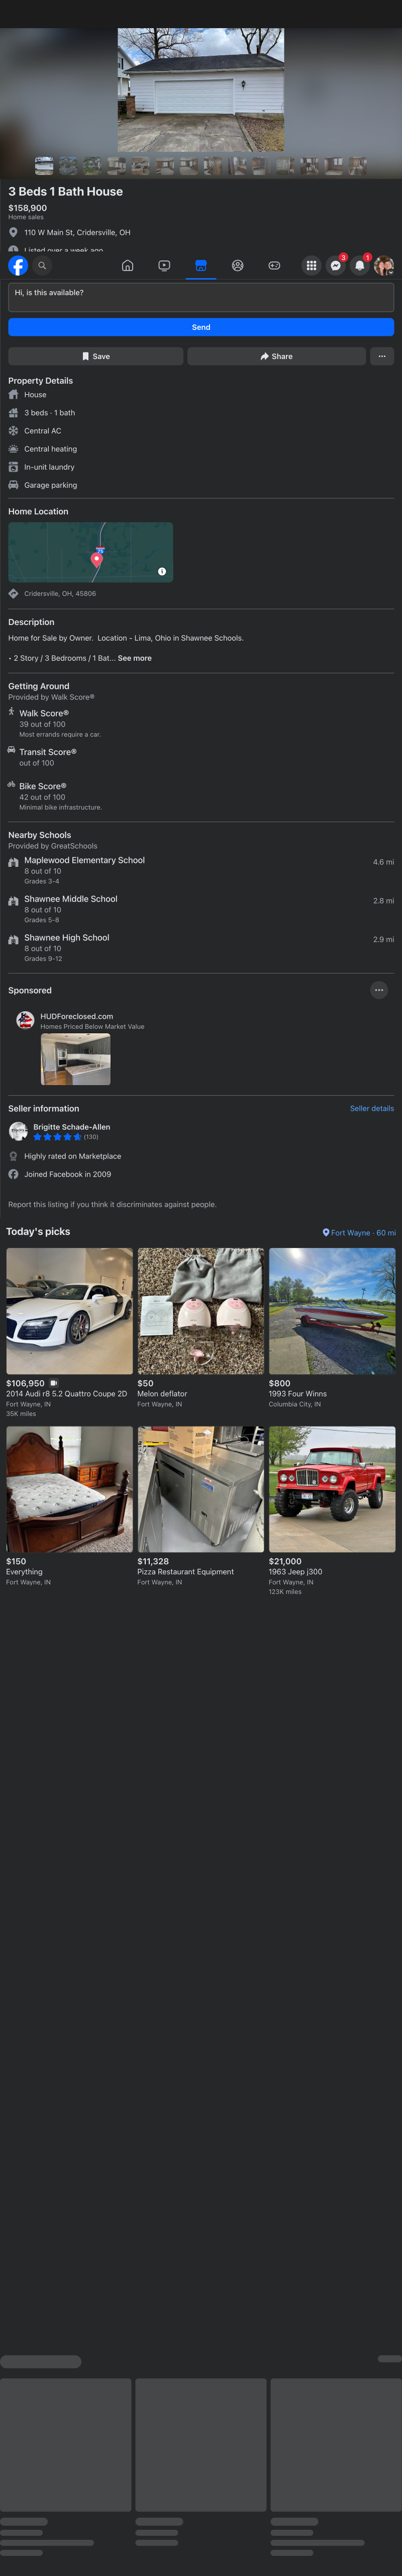 3 Beds 1 Bath House
$158,900
Home sales
110 W Main St, Cridersville, OH
Listed over a week ago
3
1
Hi, is this available?
Send
Save
Share
Property Details
House
3 beds · 1 bath
Central AC
Central heating
In-unit laundry
Garage parking
Home Location
75
Cridersville, OH, 45806
Description
Home for Sale by Owner.  Location - Lima, Ohio in Shawnee Schools.
• 2 Story / 3 Bedrooms / 1 Bat... See more
Getting Around
Provided by Walk Score®
Walk Score®
39 out of 100
Most errands require a car.
Transit Score®
out of 100
Bike Score®
42 out of 100
Minimal bike infrastructure.
Nearby Schools
Provided by GreatSchools
Maplewood Elementary School
4.6 mi
8 out of 10
Grades 3-4
Shawnee Middle School
2.8 mi
8 out of 10
Grades 5-8
Shawnee High School
2.9 mi
8 out of 10
Grades 9-12
Sponsored
HUDForeclosed.com
Homes Priced Below Market Value
Seller information
Seller details
Brigitte Schade-Allen
(130)
Highly rated on Marketplace
Joined Facebook in 2009
Report this listing if you think it discriminates against people.
Today's picks
Fort Wayne · 60 mi
$106,950
2014 Audi r8 5.2 Quattro Coupe 2D
Fort Wayne, IN
35K miles
$50
Melon deflator
Fort Wayne, IN
$800
1993 Four Winns
Columbia City, IN
$150
Everything
Fort Wayne, IN
$11,328
Pizza Restaurant Equipment
Fort Wayne, IN
$21,000
1963 Jeep j300
Fort Wayne, IN
123K miles